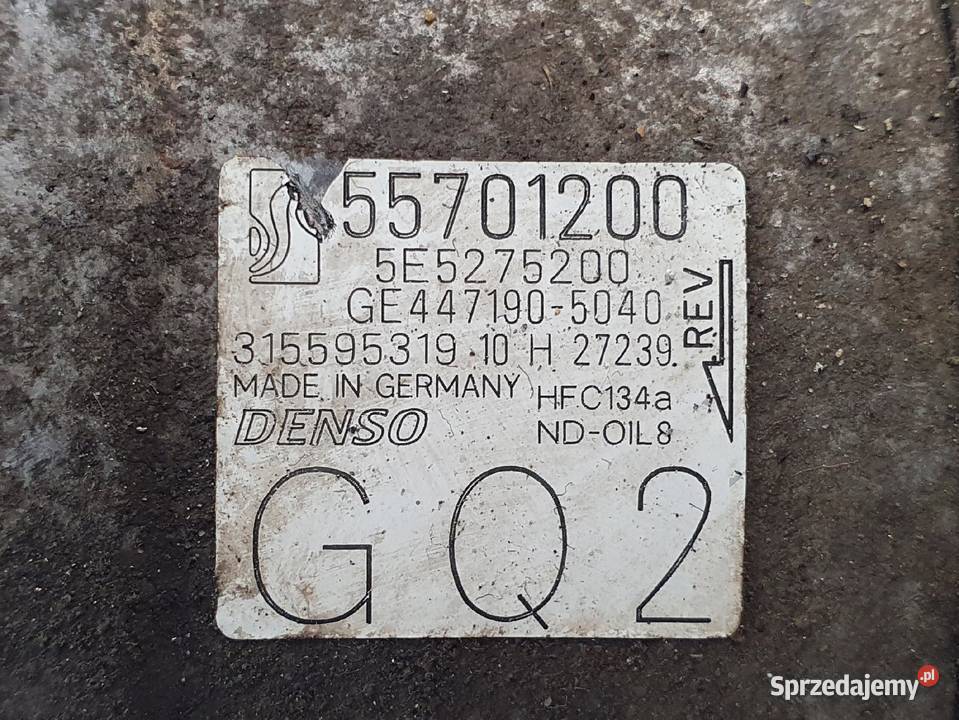 55701200
5E5275200
GE447190-5040
315595319 10 H 27239.
REV
MADE IN GERMANY
HFC134a
DENSO
ND-OIL8
GQ2
Sprzedajemy.pl